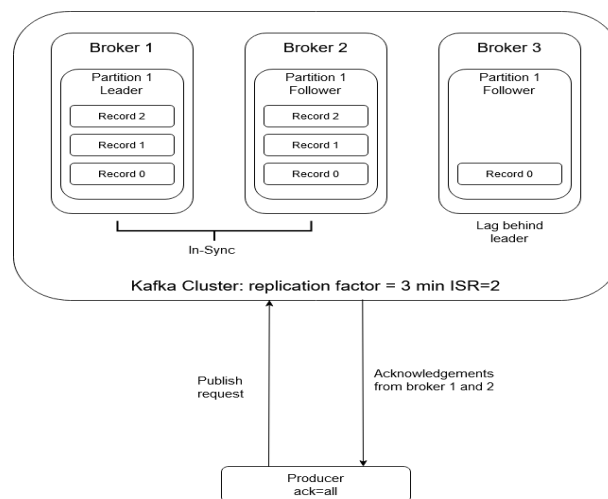 Broker 1
Broker 2
Broker 3
Partition 1
Leader
Partition 1
Follower
Partition 1
Follower
Record 2
Record 1
Record 0
Record 2
Record 1
Record 0
Record 0
In-Sync
Lag behind
leader
Kafka Cluster: replication factor = 3 min ISR=2
Publish
request
Acknowledgements
from broker 1 and 2
Producer
ack=all